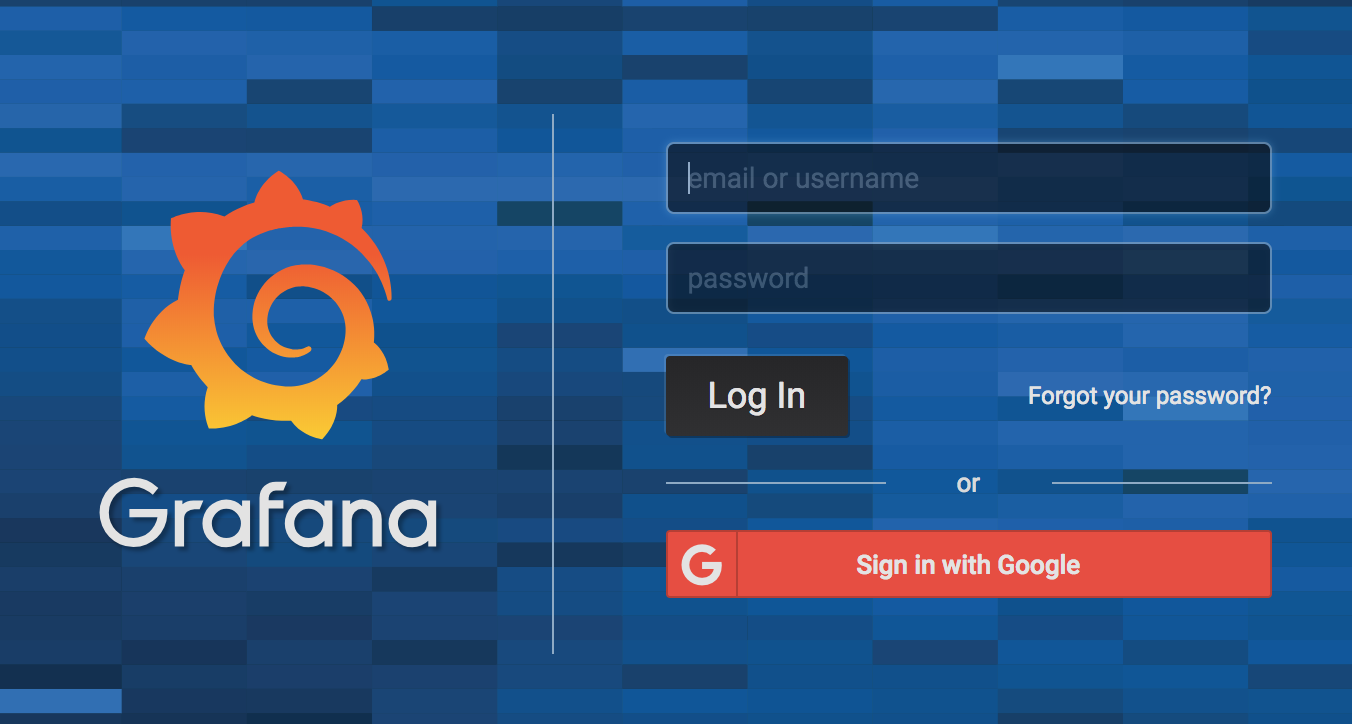 Grafana
email or username
password
Log In
Forgot your password?
or
G
Sign in with Google